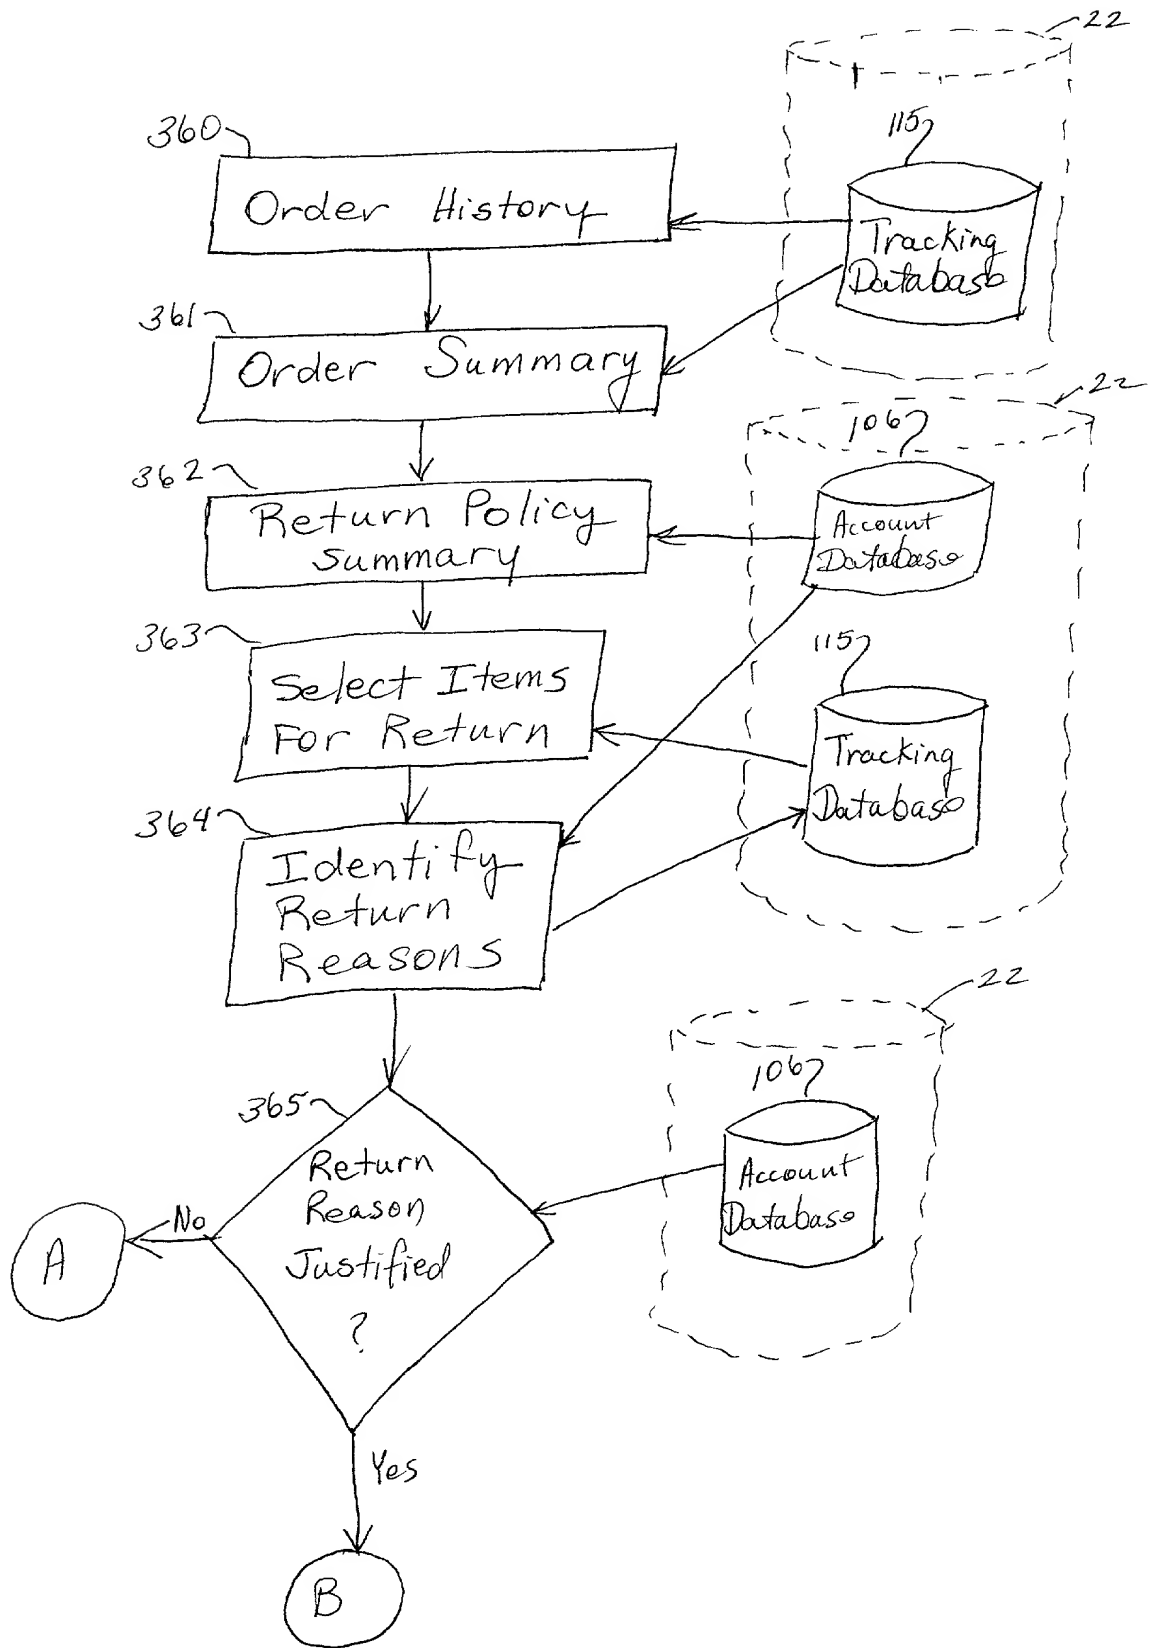 22
360
115
Order History
Tracking
Database
361
Order Summary
22
106
362
Return Policy
Summary
Account
Database
363
115
Select Items
For Return
Tracking
Database
364
Identify
Return
Reasons
22
106
365
Return
Reason
Justified
?
Account
Database
No
A
Yes
B